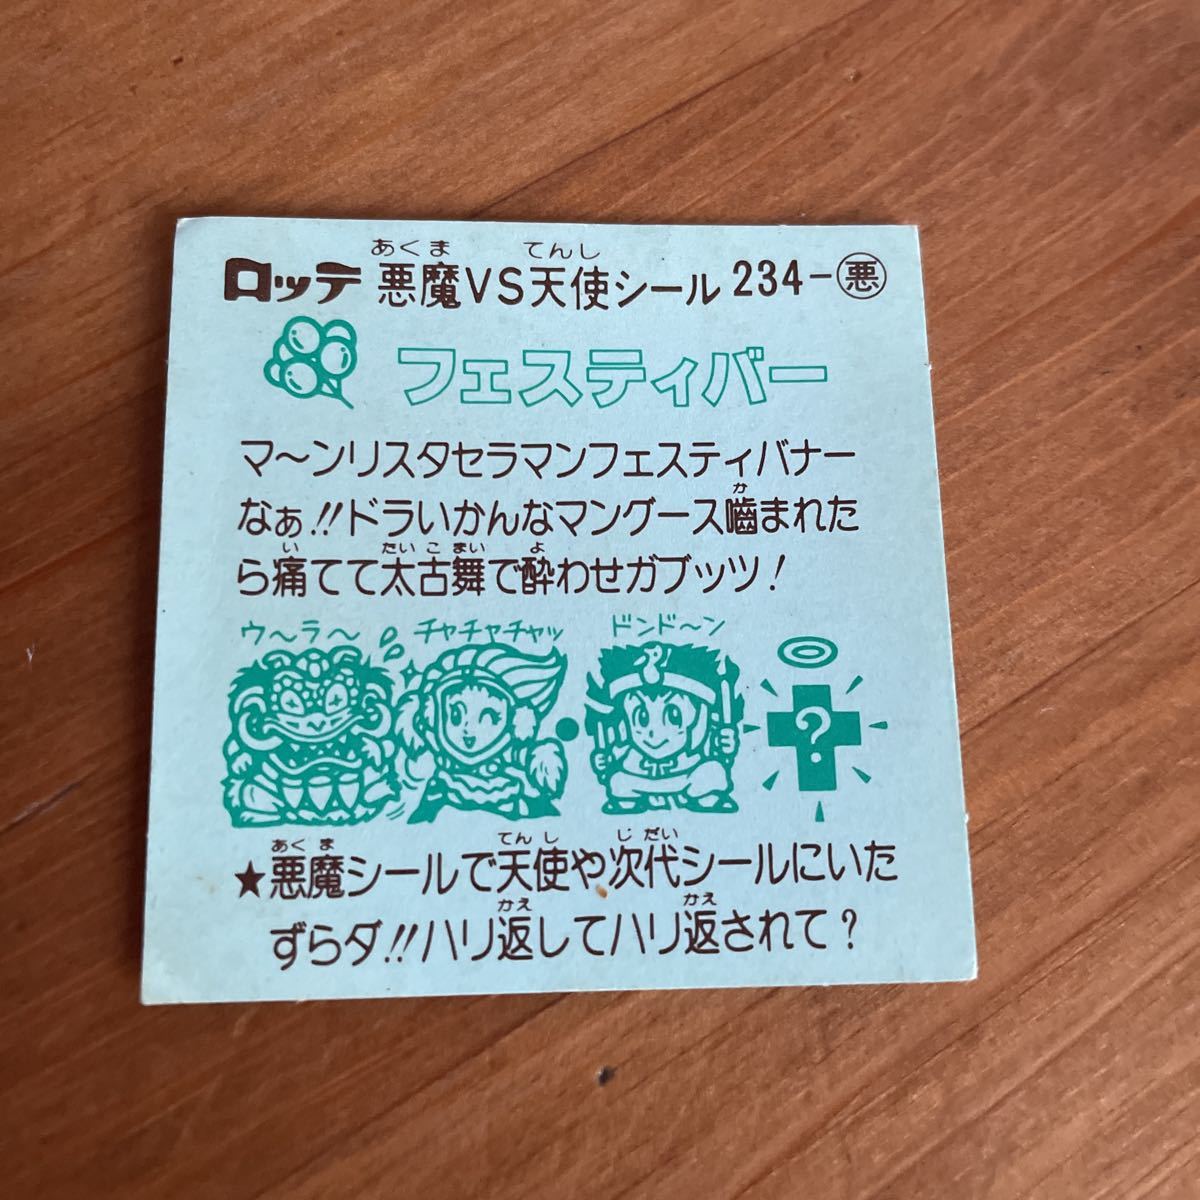 ロッテ 悪魔VS天使シール 234-悪
あくま てんし
フェスティバー
マ〜ンリスタセラマンフェスティバナー
なぁ!!ドラいかんなマングース嚙まれた
か
ら痛てて太古舞で酔わせガブッツ!
い たい こ まい よ
ウ〜ラ〜 チャチャチャッ ドンド〜ン
?
★悪魔シールで天使や次代シールにいた
あく ま てん し じ だい
ずらダ!!ハリ返してハリ返されて?
かえ かえ